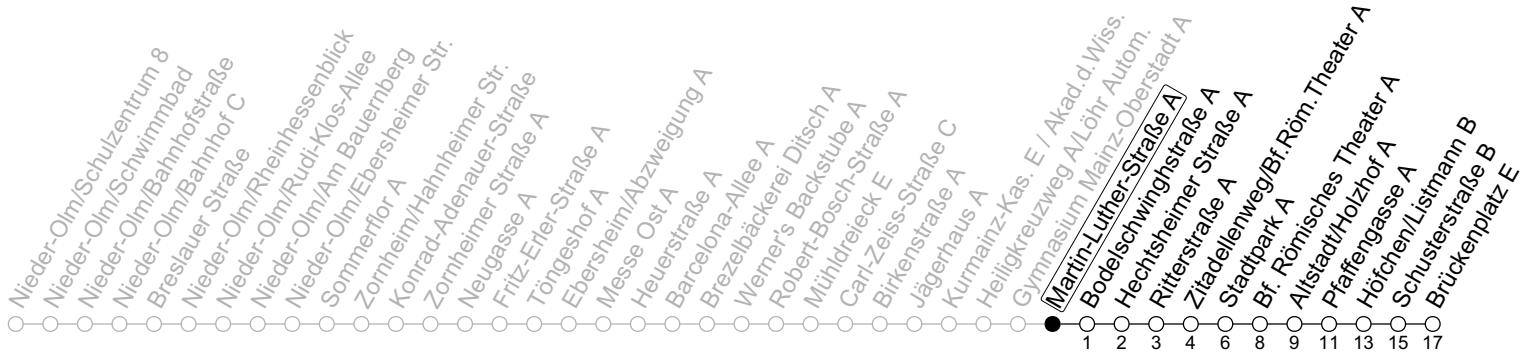 Nieder-Olm/Schulzentrum 8
Nieder-Olm/Schwimmbad
Nieder-Olm/Bahnhofstraße
Nieder-Olm/Bahnhof C
Breslauer Straße
Nieder-Olm/Rheinhessenblick
Nieder-Olm/Rudi-Klos-Allee
Nieder-Olm/Am Bauernberg
Nieder-Olm/Ebersheimer Str.
Sommerflor A
Zornheim/Hahnheimer Str.
Konrad-Adenauer-Straße
Zornheimer Straße A
Neugasse A
Fritz-Erler-Straße A
Töngeshof A
Ebersheim/Abzweigung A
Messe Ost A
Heuerstraße A
Barcelona-Allee A
Brezelbäckerei Ditsch A
Werner's Backstube A
Robert-Bosch-Straße A
Mühldreieck E
Carl-Zeiss-Straße C
Birkenstraße A
Jägerhaus A
Kurmainz-Kas. E / Akad.d.Wiss.
Heiligkreuzweg A/Löhr Autom.
Gymnasium Mainz-Oberstadt A
Martin-Luther-Straße A
Bodelschwinghstraße A
Hechtsheimer Straße A
Ritterstraße A
Zitadellenweg/Bf.Röm.Theater A
Stadtpark A
Bf. Römisches Theater A
Altstadt/Holzhof A
Pfaffengasse A
Höfchen/Listmann B
Schusterstraße B
Brückenplatz E
1 2 3 4 6 8 9 11 13 15 17